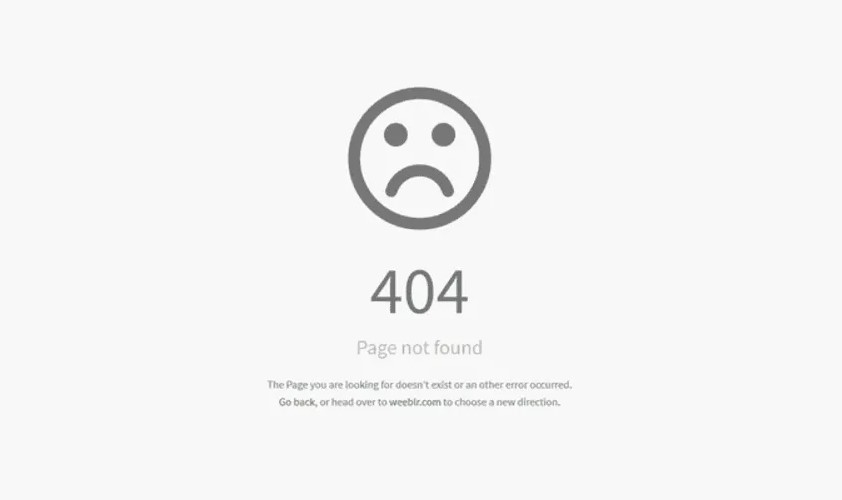 404
Page not found
The Page you are looking for doesn't exist or an other error occurred.
Go back, or head over to weeblr.com to choose a new direction.